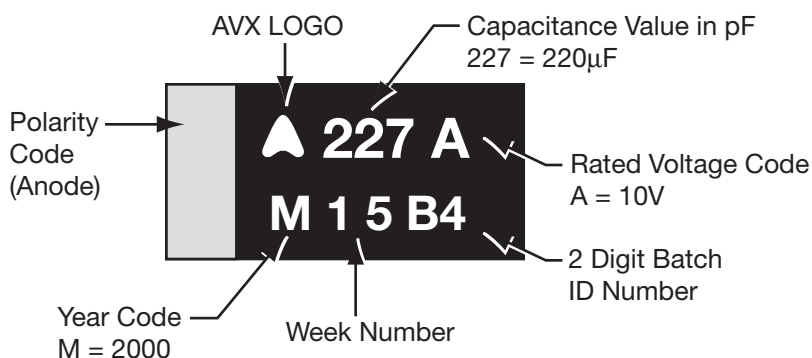 AVX LOGO
Capacitance Value in pF
227 = 220μF
Polarity
Code
(Anode)
227 A
Rated Voltage Code
A = 10V
M 1 5 B4
2 Digit Batch
ID Number
Year Code
M = 2000
Week Number